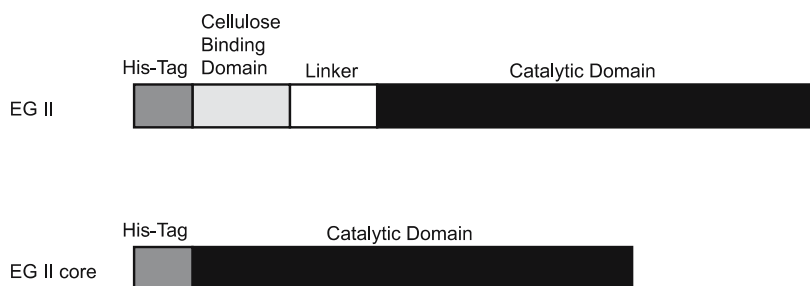 Cellulose
Binding
His-Tag Domain Linker Catalytic Domain
EG II
His-Tag Catalytic Domain
EG II core